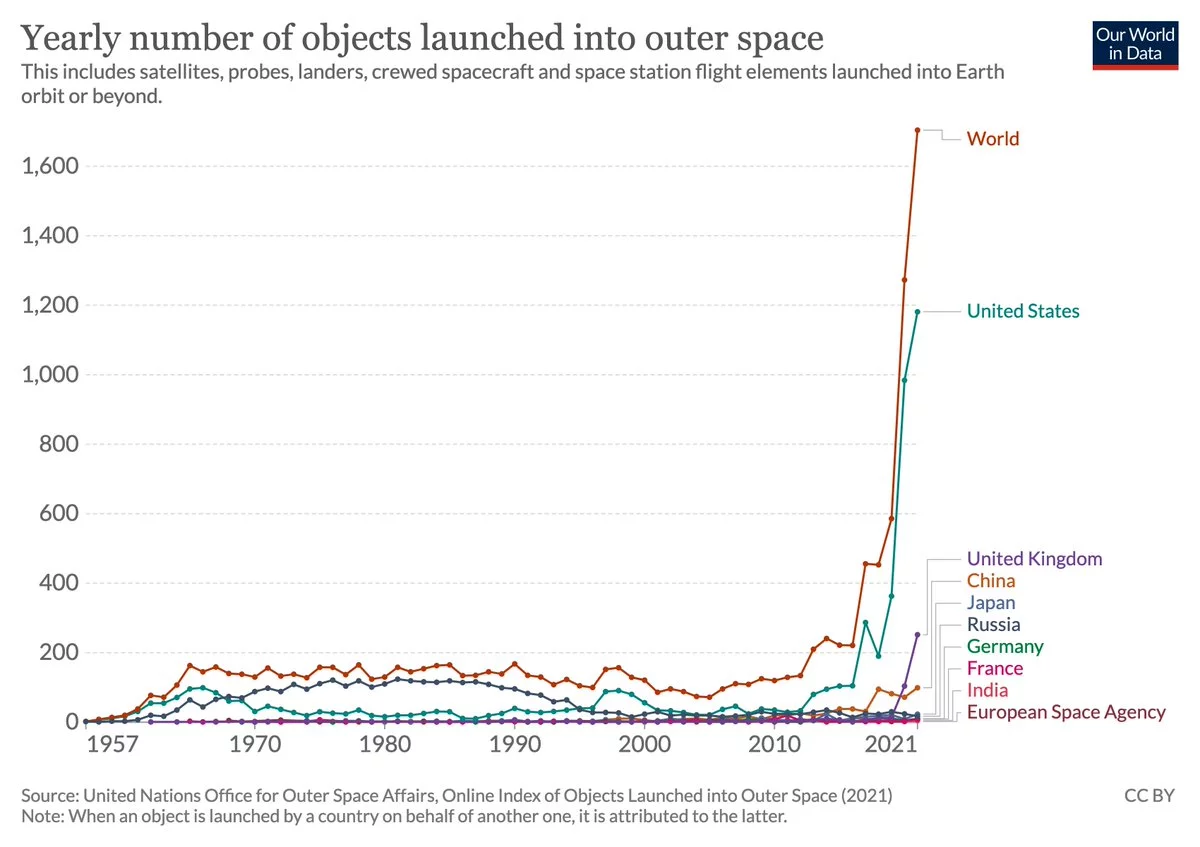 Yearly number of objects launched into outer space
Our World
in Data
This includes satellites, probes, landers, crewed spacecraft and space station flight elements launched into Earth
orbit or beyond.
World
1,600
1,400
1,200
United States
1,000
800
600
United Kingdom
400
China
Japan
Russia
200
Germany
France
India
0
European Space Agency
1957
1970
1980
1990
2000
2010
2021
Source: United Nations Office for Outer Space Affairs, Online Index of Objects Launched into Outer Space (2021)
CC BY
Note: When an object is launched by a country on behalf of another one, it is attributed to the latter.